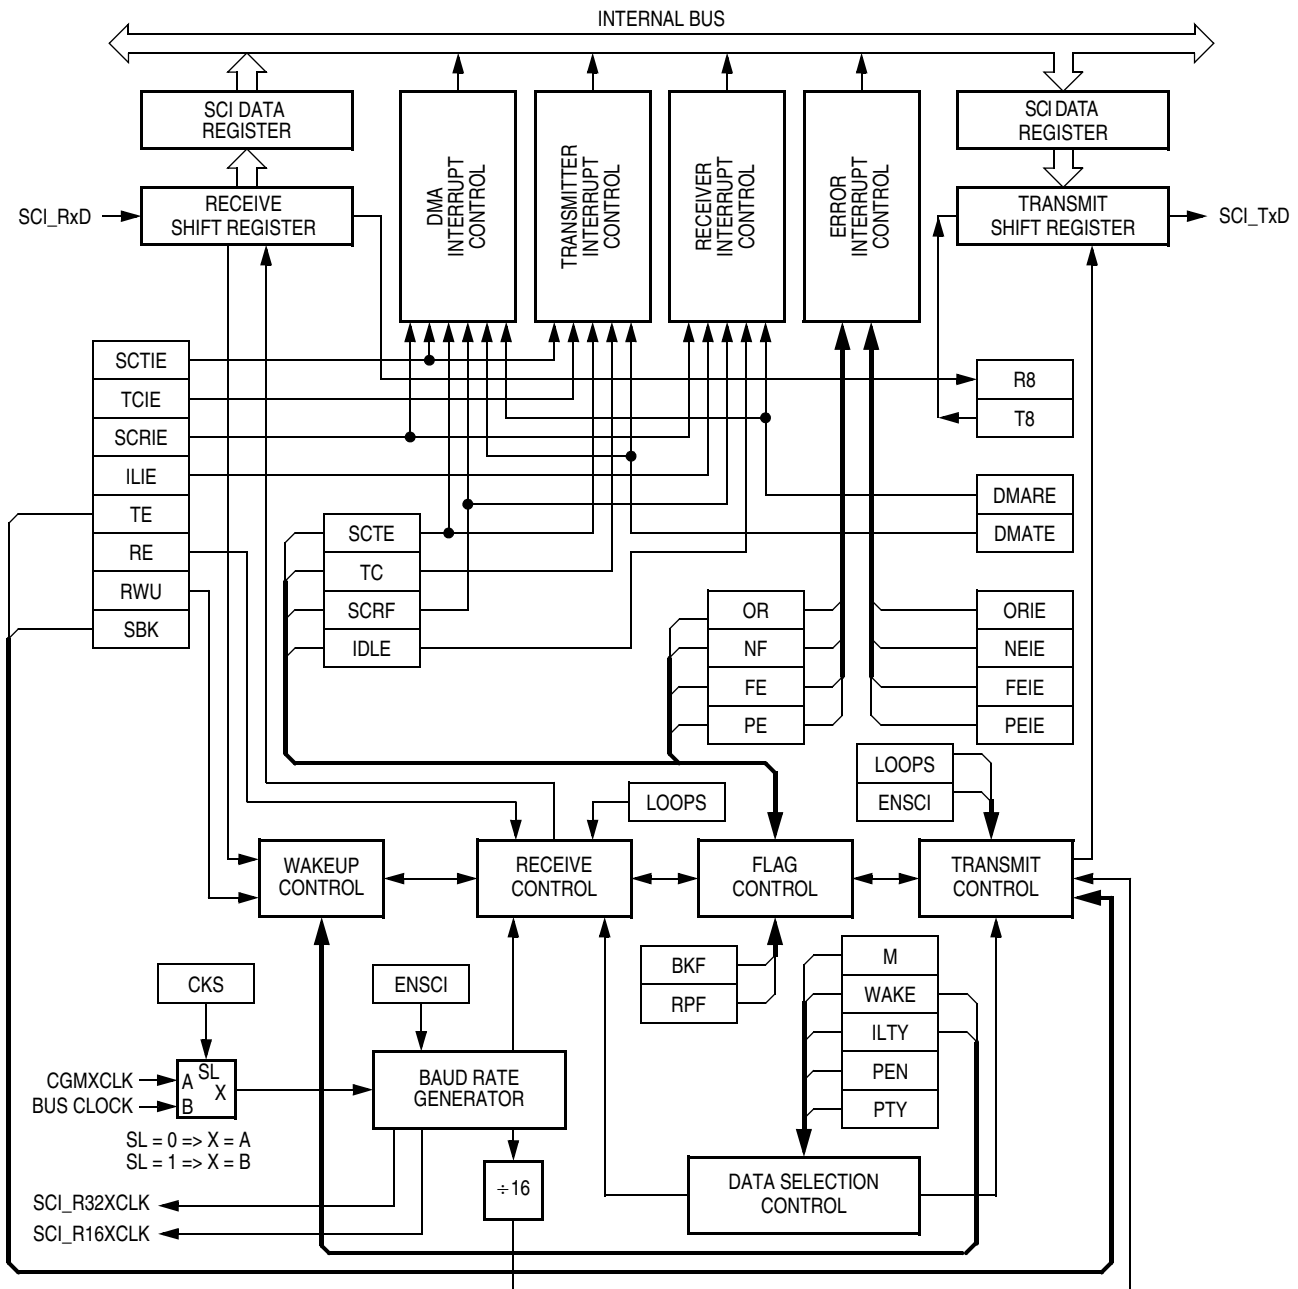 INTERNAL BUS
SCI DATA
REGISTER
SCI DATA
REGISTER
DMA
INTERRUPT
CONTROL
TRANSMITTER
INTERRUPT
CONTROL
RECEIVER
INTERRUPT
CONTROL
ERROR
INTERRUPT
CONTROL
SCI_RxD
RECEIVE
SHIFT REGISTER
TRANSMIT
SHIFT REGISTER
SCI_TxD
SCTIE
TCIE
SCRIE
ILIE
TE
RE
RWU
SBK
R8
T8
DMARE
DMATE
SCTE
TC
SCRF
IDLE
OR
NF
FE
PE
ORIE
NEIE
FEIE
PEIE
LOOPS
LOOPS
ENSCI
WAKEUP
CONTROL
RECEIVE
CONTROL
FLAG
CONTROL
TRANSMIT
CONTROL
BKF
RPF
M
WAKE
ILTY
PEN
PTY
CKS
ENSCI
CGMXCLK
BUS CLOCK
SL
A
X
B
SL = 0 => X = A
SL = 1 => X = B
BAUD RATE
GENERATOR
÷16
DATA SELECTION
CONTROL
SCI_R32XCLK
SCI_R16XCLK